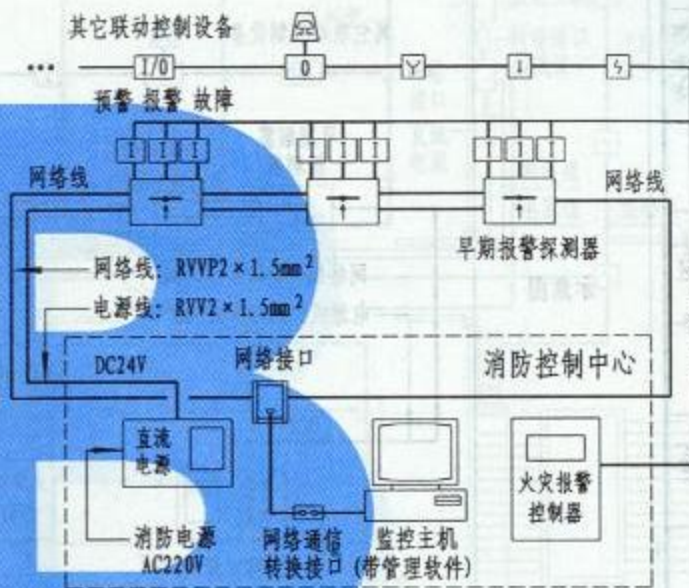 其它联动控制设备
•••
I/O
O
Y
预警 报警 故障
I I I
I I I
I I I
网络线
网络线
早期报警探测器
网络线: RVVP2×1.5mm²
电源线: RVV2×1.5mm²
DC24V
网络接口
消防控制中心
直流
电源
火灾报警
控制器
消防电源
AC220V
网络通信
转换接口
监控主机
(带管理软件)